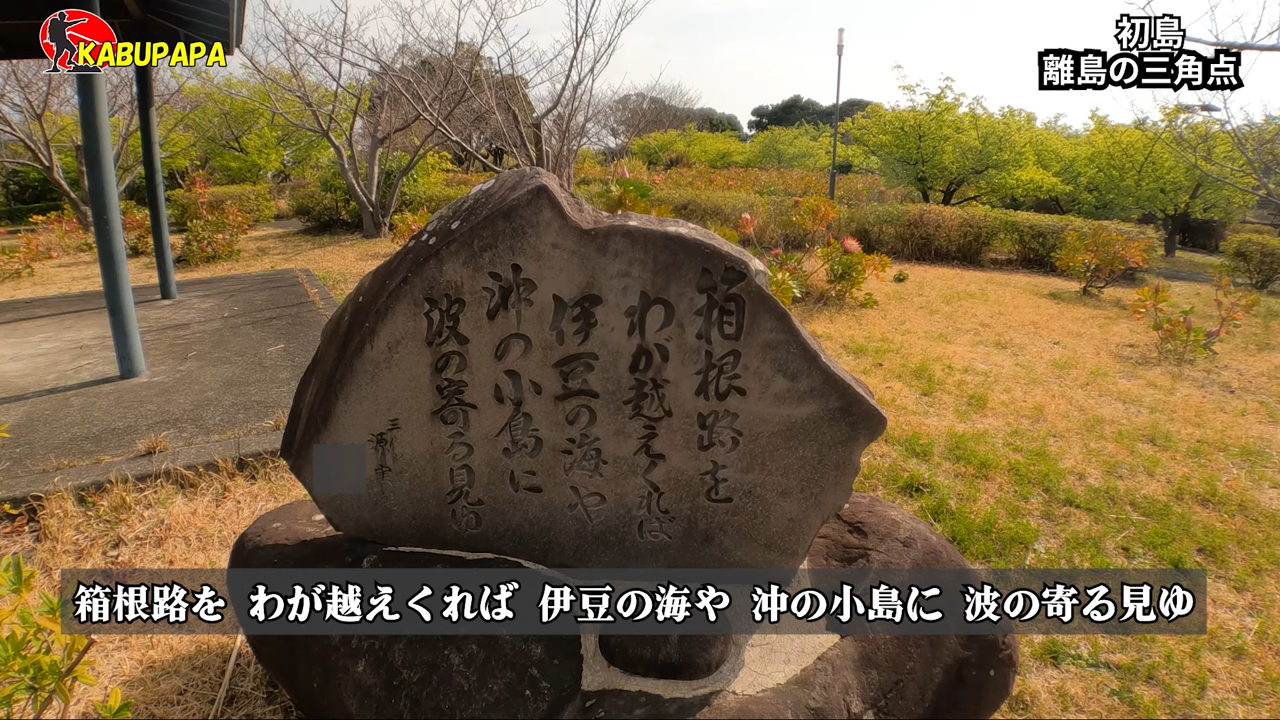 KABUPAPA
初島
離島の三角点
箱根路を
わが越えくれば
伊豆の海や
沖の小島に
波の寄る見ゆ
箱根路を わが越えくれば 伊豆の海や 沖の小島に 波の寄る見ゆ